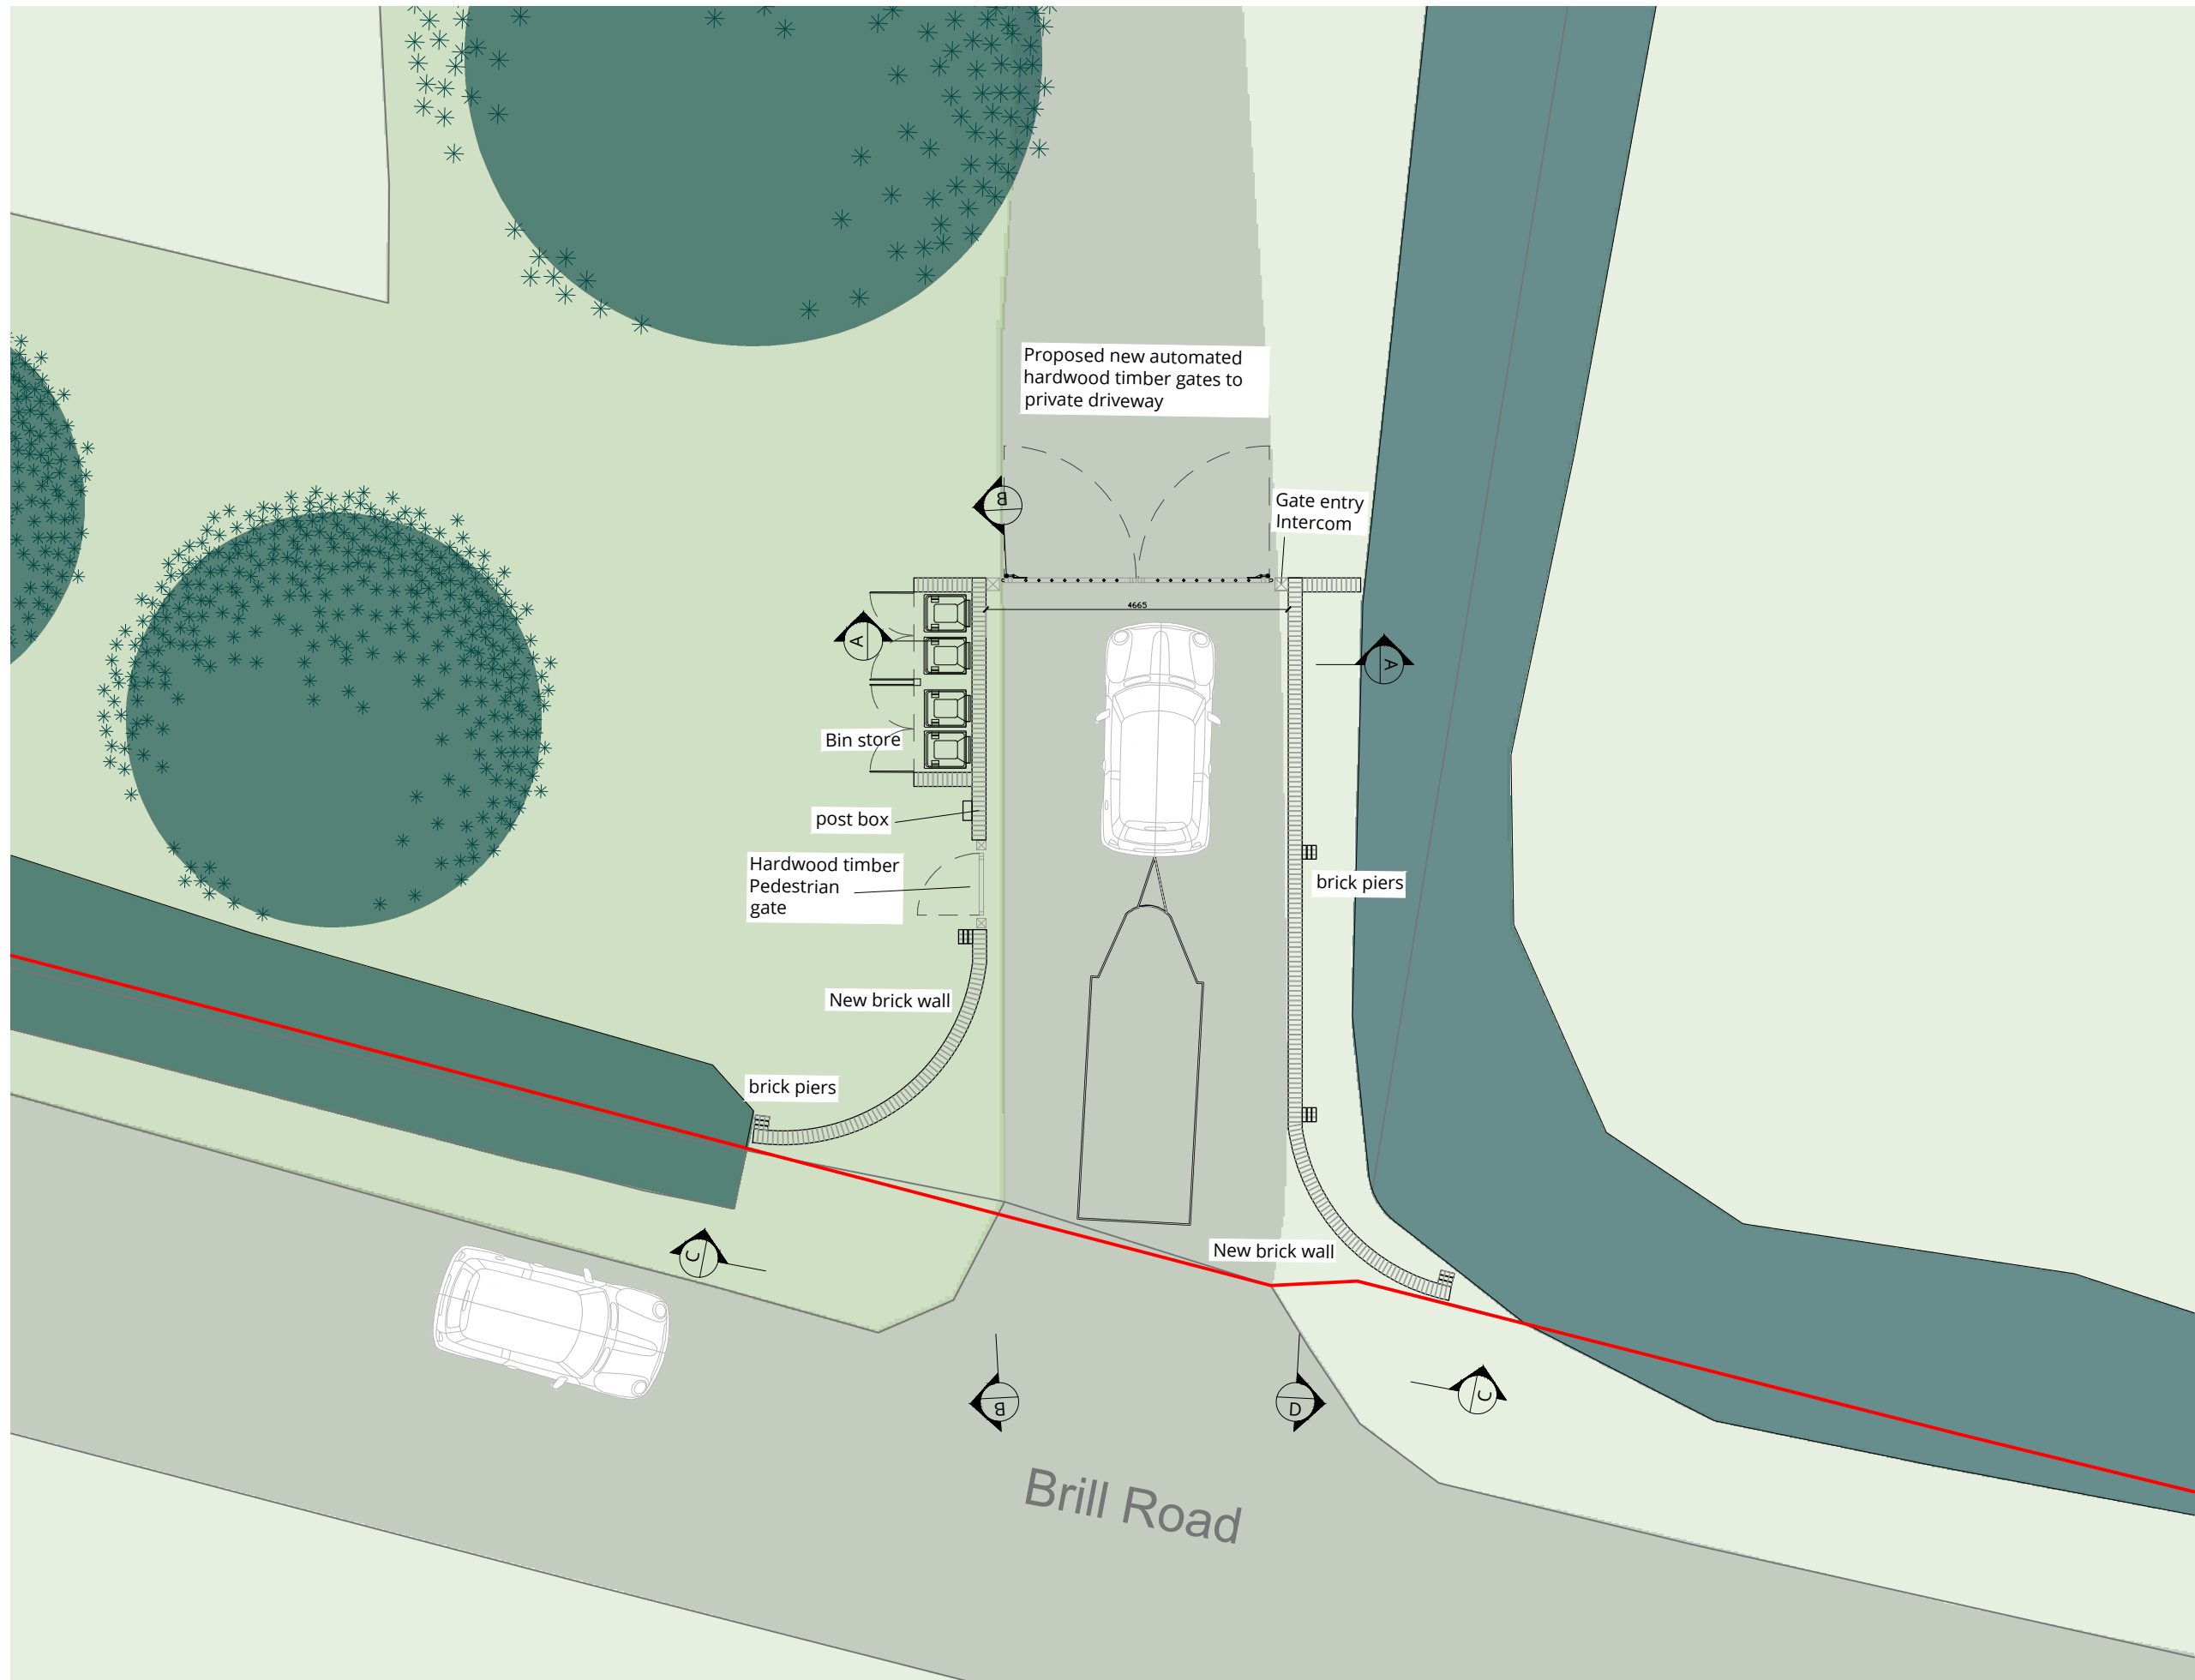 Proposed new automated
hardwood timber gates to
private driveway
B
Gate entry
Intercom
4665
A
A
Bin store
post box
Hardwood timber
Pedestrian
gate
brick piers
New brick wall
brick piers
New brick wall
C
C
B
D
Brill Road